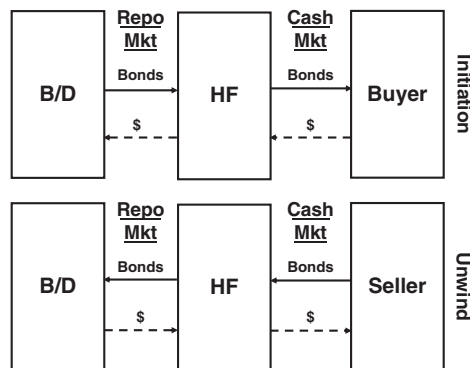 Repo
Mkt
Cash
Mkt
B/D
Bonds
HF
Bonds
Buyer
$
$
Initiation
Repo
Mkt
Cash
Mkt
B/D
Bonds
HF
Bonds
Seller
$
$
Unwind